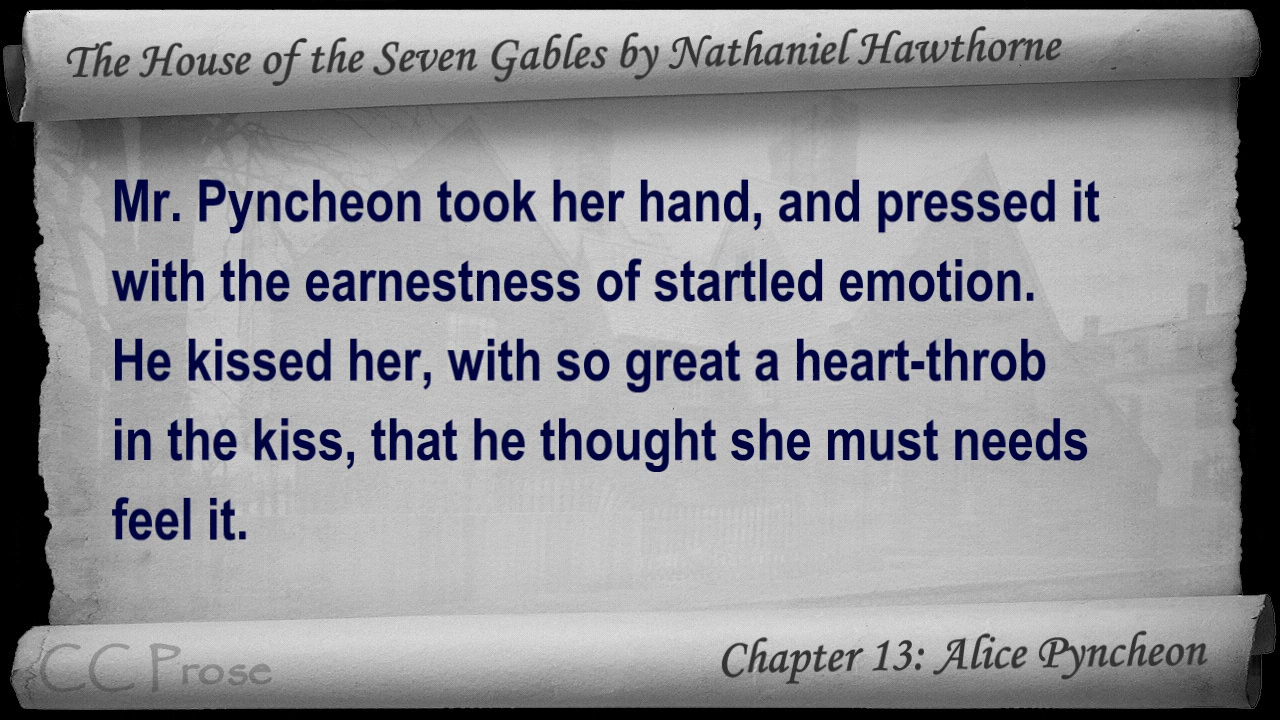 The House of the Seven Gables by Nathaniel Hawthorne
Mr. Pyncheon took her hand, and pressed it
with the earnestness of startled emotion.
He kissed her, with so great a heart-throb
in the kiss, that he thought she must needs
feel it.
CC Prose
Chapter 13: Alice Pyncheon